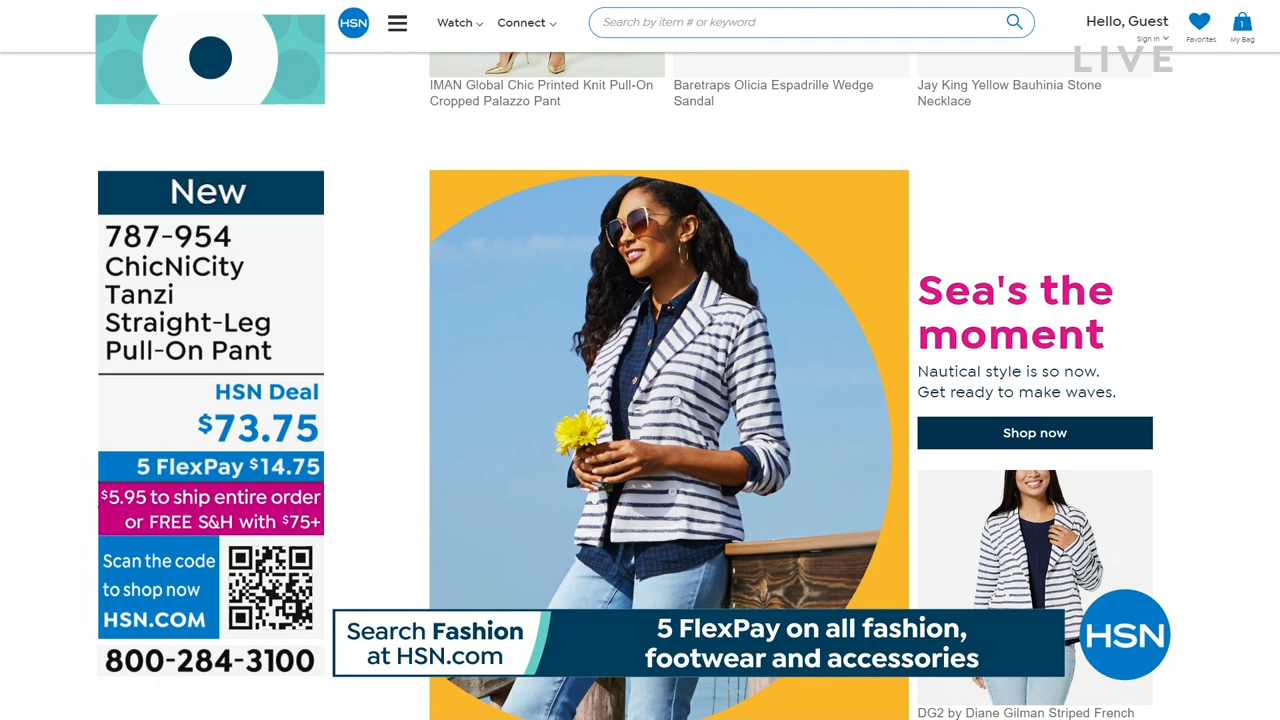 HSN
Watch
Connect
Search by item # or keyword
Hello, Guest
Sign in
Favorites
1
My Bag
LIVE
IMAN Global Chic Printed Knit Pull-On
Cropped Palazzo Pant
Baretraps Olicia Espadrille Wedge
Sandal
Jay King Yellow Bauhinia Stone
Necklace
New
787-954
ChicNiCity
Tanzi
Straight-Leg
Pull-On Pant
HSN Deal
$73.75
5 FlexPay $14.75
$5.95 to ship entire order
or FREE S&H with $75+
Scan the code
to shop now
HSN.COM
800-284-3100
Sea's the
moment
Nautical style is so now.
Get ready to make waves.
Shop now
Search Fashion
at HSN.com
5 FlexPay on all fashion,
footwear and accessories
HSN
DG2 by Diane Gilman Striped French